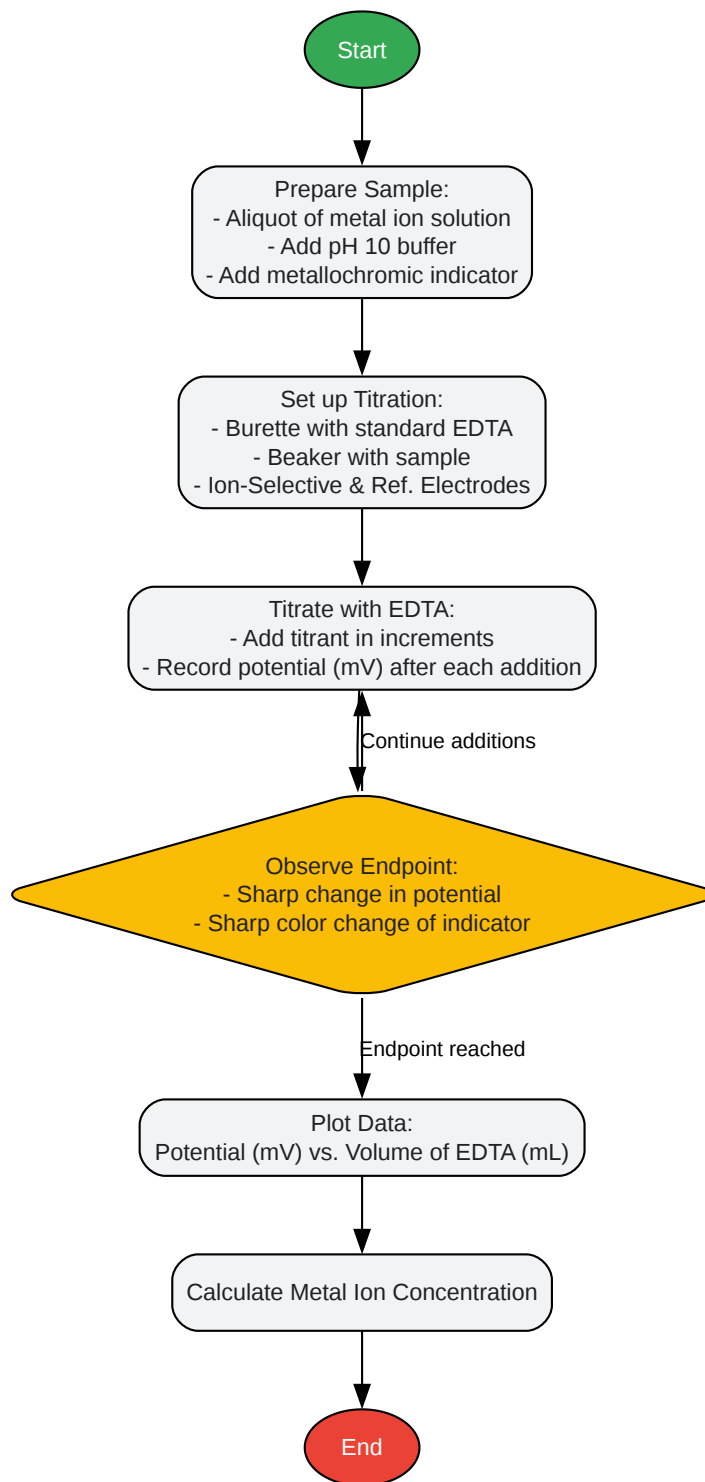 Start
Prepare Sample:
- Aliquot of metal ion solution
- Add pH 10 buffer
- Add metallochromic indicator
Set up Titration:
- Burette with standard EDTA
- Beaker with sample
- Ion-Selective & Ref. Electrodes
Titrate with EDTA:
- Add titrant in increments
- Record potential (mV) after each addition
Continue additions
Observe Endpoint:
- Sharp change in potential
- Sharp color change of indicator
Endpoint reached
Plot Data:
Potential (mV) vs. Volume of EDTA (mL)
Calculate Metal Ion Concentration
End